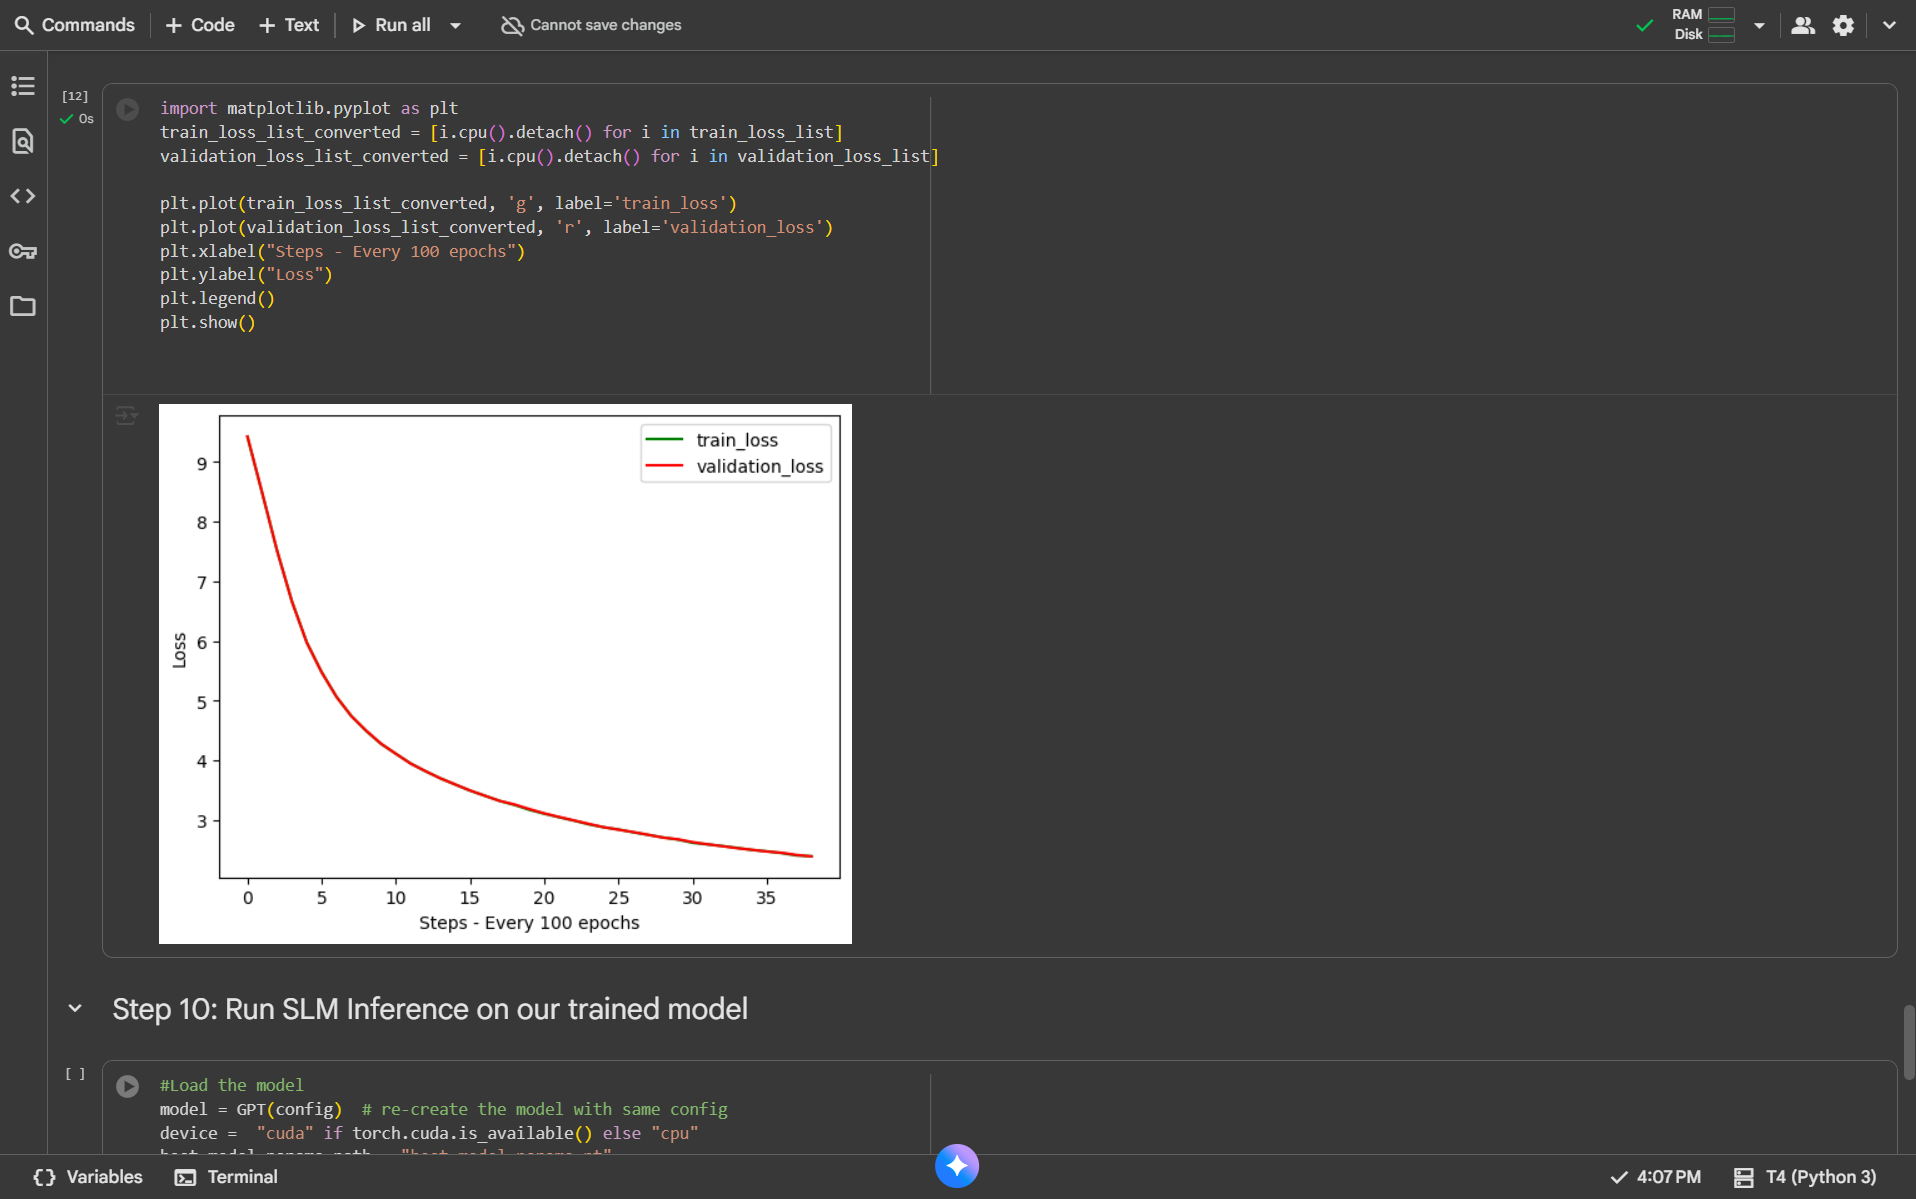 Commands + Code + Text Run all Cannot save changes
RAM
Disk
[12]
0s
import matplotlib.pyplot as plt
train_loss_list_converted = [i.cpu().detach() for i in train_loss_list]
validation_loss_list_converted = [i.cpu().detach() for i in validation_loss_list]
plt.plot(train_loss_list_converted, 'g', label='train_loss')
plt.plot(validation_loss_list_converted, 'r', label='validation_loss')
plt.xlabel("Steps - Every 100 epochs")
plt.ylabel("Loss")
plt.legend()
plt.show()
train_loss
validation_loss
9
8
7
6
5
4
3
Loss
0 5 10 15 20 25 30 35
Steps - Every 100 epochs
Step 10: Run SLM Inference on our trained model
[ ]
#Load the model
model = GPT(config) # re-create the model with same config
device = "cuda" if torch.cuda.is_available() else "cpu"
Variables Terminal
4:07 PM T4 (Python 3)